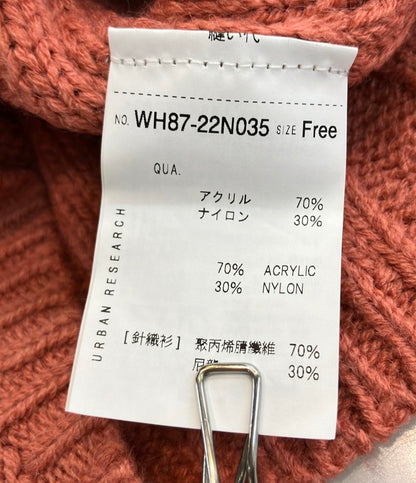 縫い代
NO. WH87-22N035 SIZE Free
QUA.
アクリル 70%
ナイロン 30%
70% ACRYLIC
30% NYLON
[針織衫] 聚丙烯腈纖維 70%
30%
URBAN RESEARCH